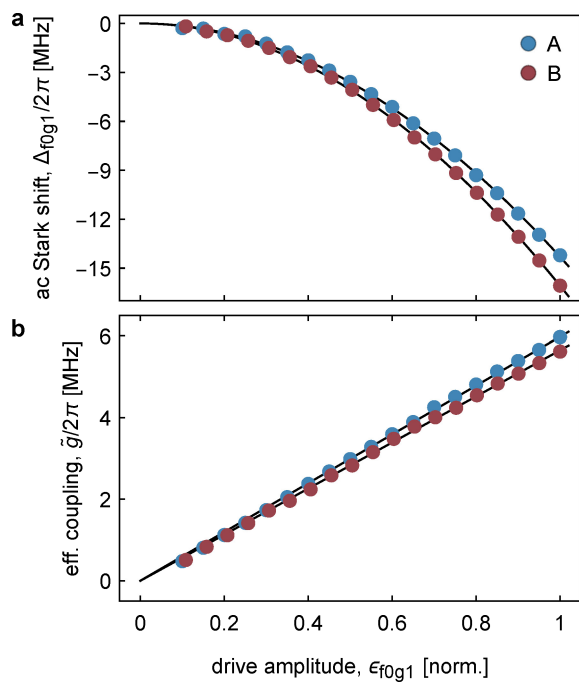 a
0
-3
-6
-9
-12
-15
ac Stark shift, Δf0g1/2π [MHz]
A
B
b
6
4
2
0
eff. coupling, g̃/2π [MHz]
0
0.2
0.4
0.6
0.8
1
drive amplitude, ϵf0g1 [norm.]